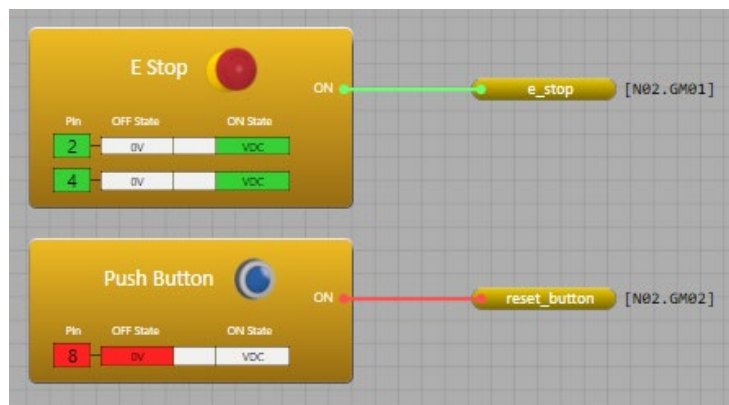 E Stop
ON
e_stop [N02.GM01]
Pin OFF State ON State
2 0V VDC
4 0V VDC
Push Button
ON
reset_button [N02.GM02]
Pin OFF State ON State
8 0V VDC